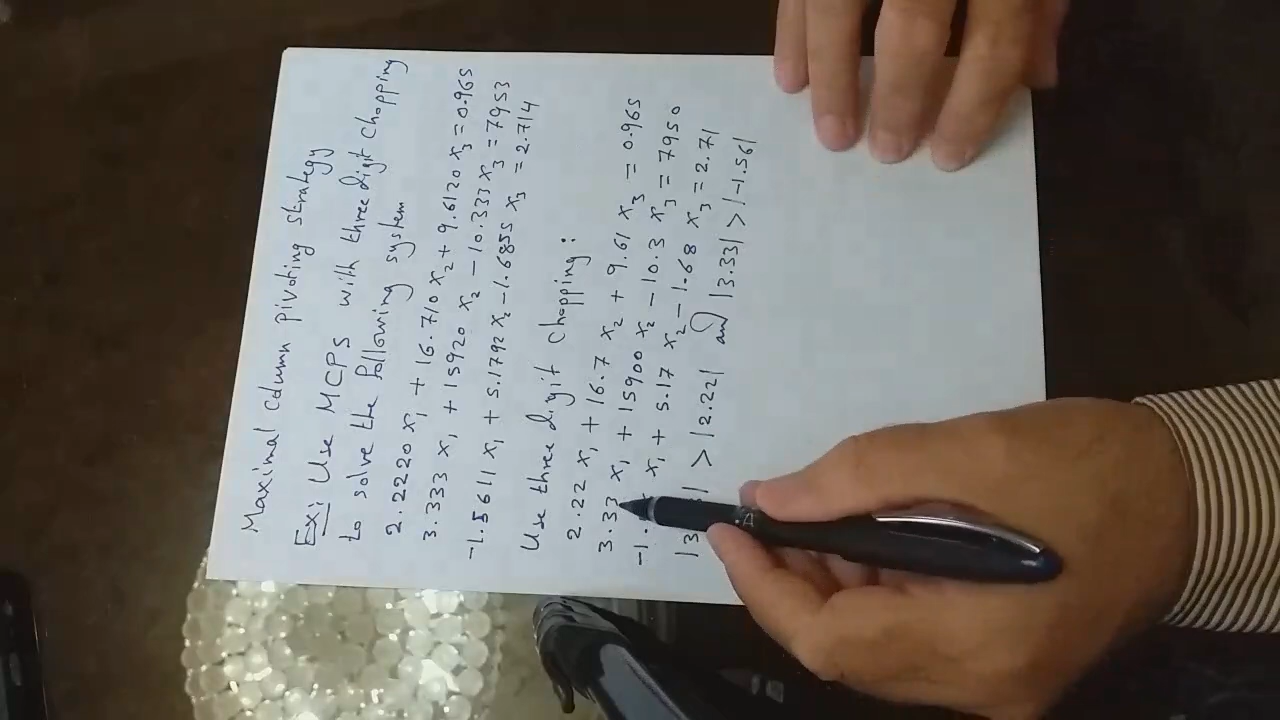 Maximal column pivoting strategy
Ex: Use MCPS with three digit chopping
to solve the following system
2.2220 x₁ + 16.710 x₂ + 9.6120 x₃ = 0.965
3.333 x₁ + 15920 x₂ - 10.333 x₃ = 7953
-1.5611 x₁ + 5.1792 x₂ - 1.6855 x₃ = 2.714
Use three digit chopping:
2.22 x₁ + 16.7 x₂ + 9.61 x₃ = 0.965
3.33 x₁ + 15900 x₂ - 10.3 x₃ = 7950
x₁ + 5.17 x₂ - 1.68 x₃ = 2.71
> |2.22| and |3.33| > |-1.56|